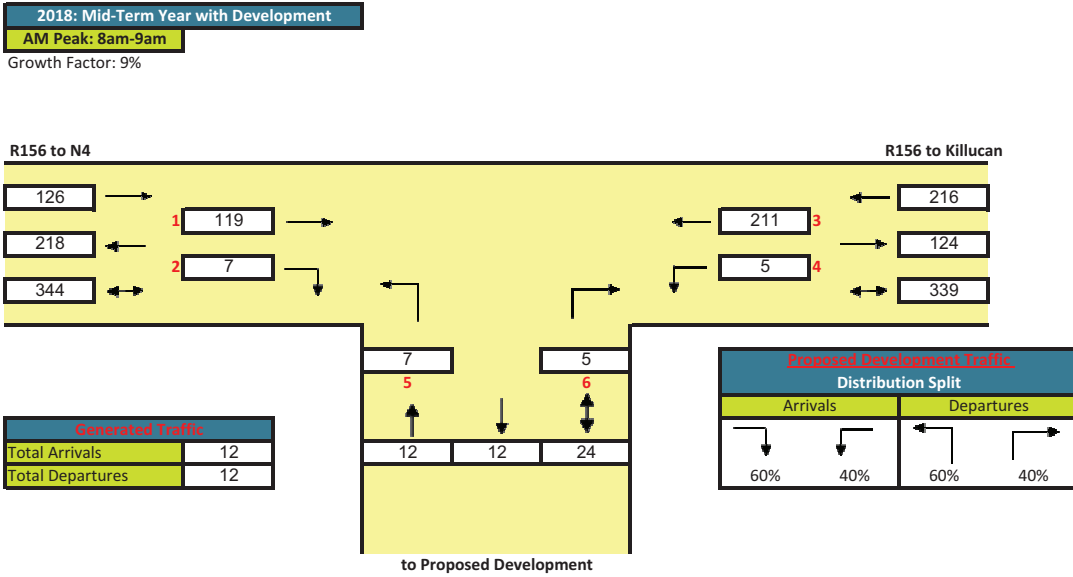 2018: Mid-Term Year with Development
AM Peak: 8am-9am
Growth Factor: 9%
R156 to N4
R156 to Killucan
126
216
1 119
211 3
218
124
2 7
5 4
344
339
7
5
5
6
Proposed Development Traffic
Distribution Split
Arrivals Departures
60% 40% 60% 40%
Generated Traffic
Total Arrivals 12
Total Departures 12
12 12 24
to Proposed Development